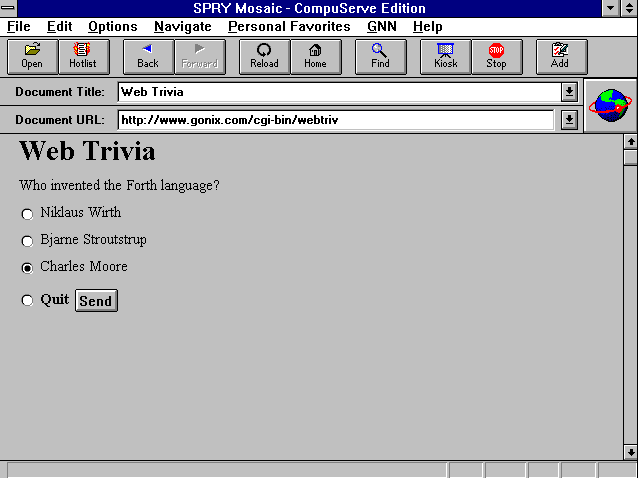 SPRY Mosaic - CompuServe Edition
File Edit Options Navigate Personal Favorites GNN Help
Open Hotlist Back Forward Reload Home Find Kiosk Stop Add
Document Title: Web Trivia
Document URL: http://www.gonix.com/cgi-bin/webtriv
Web Trivia
Who invented the Forth language?
Niklaus Wirth
Bjarne Stroutstrup
Charles Moore
Quit Send